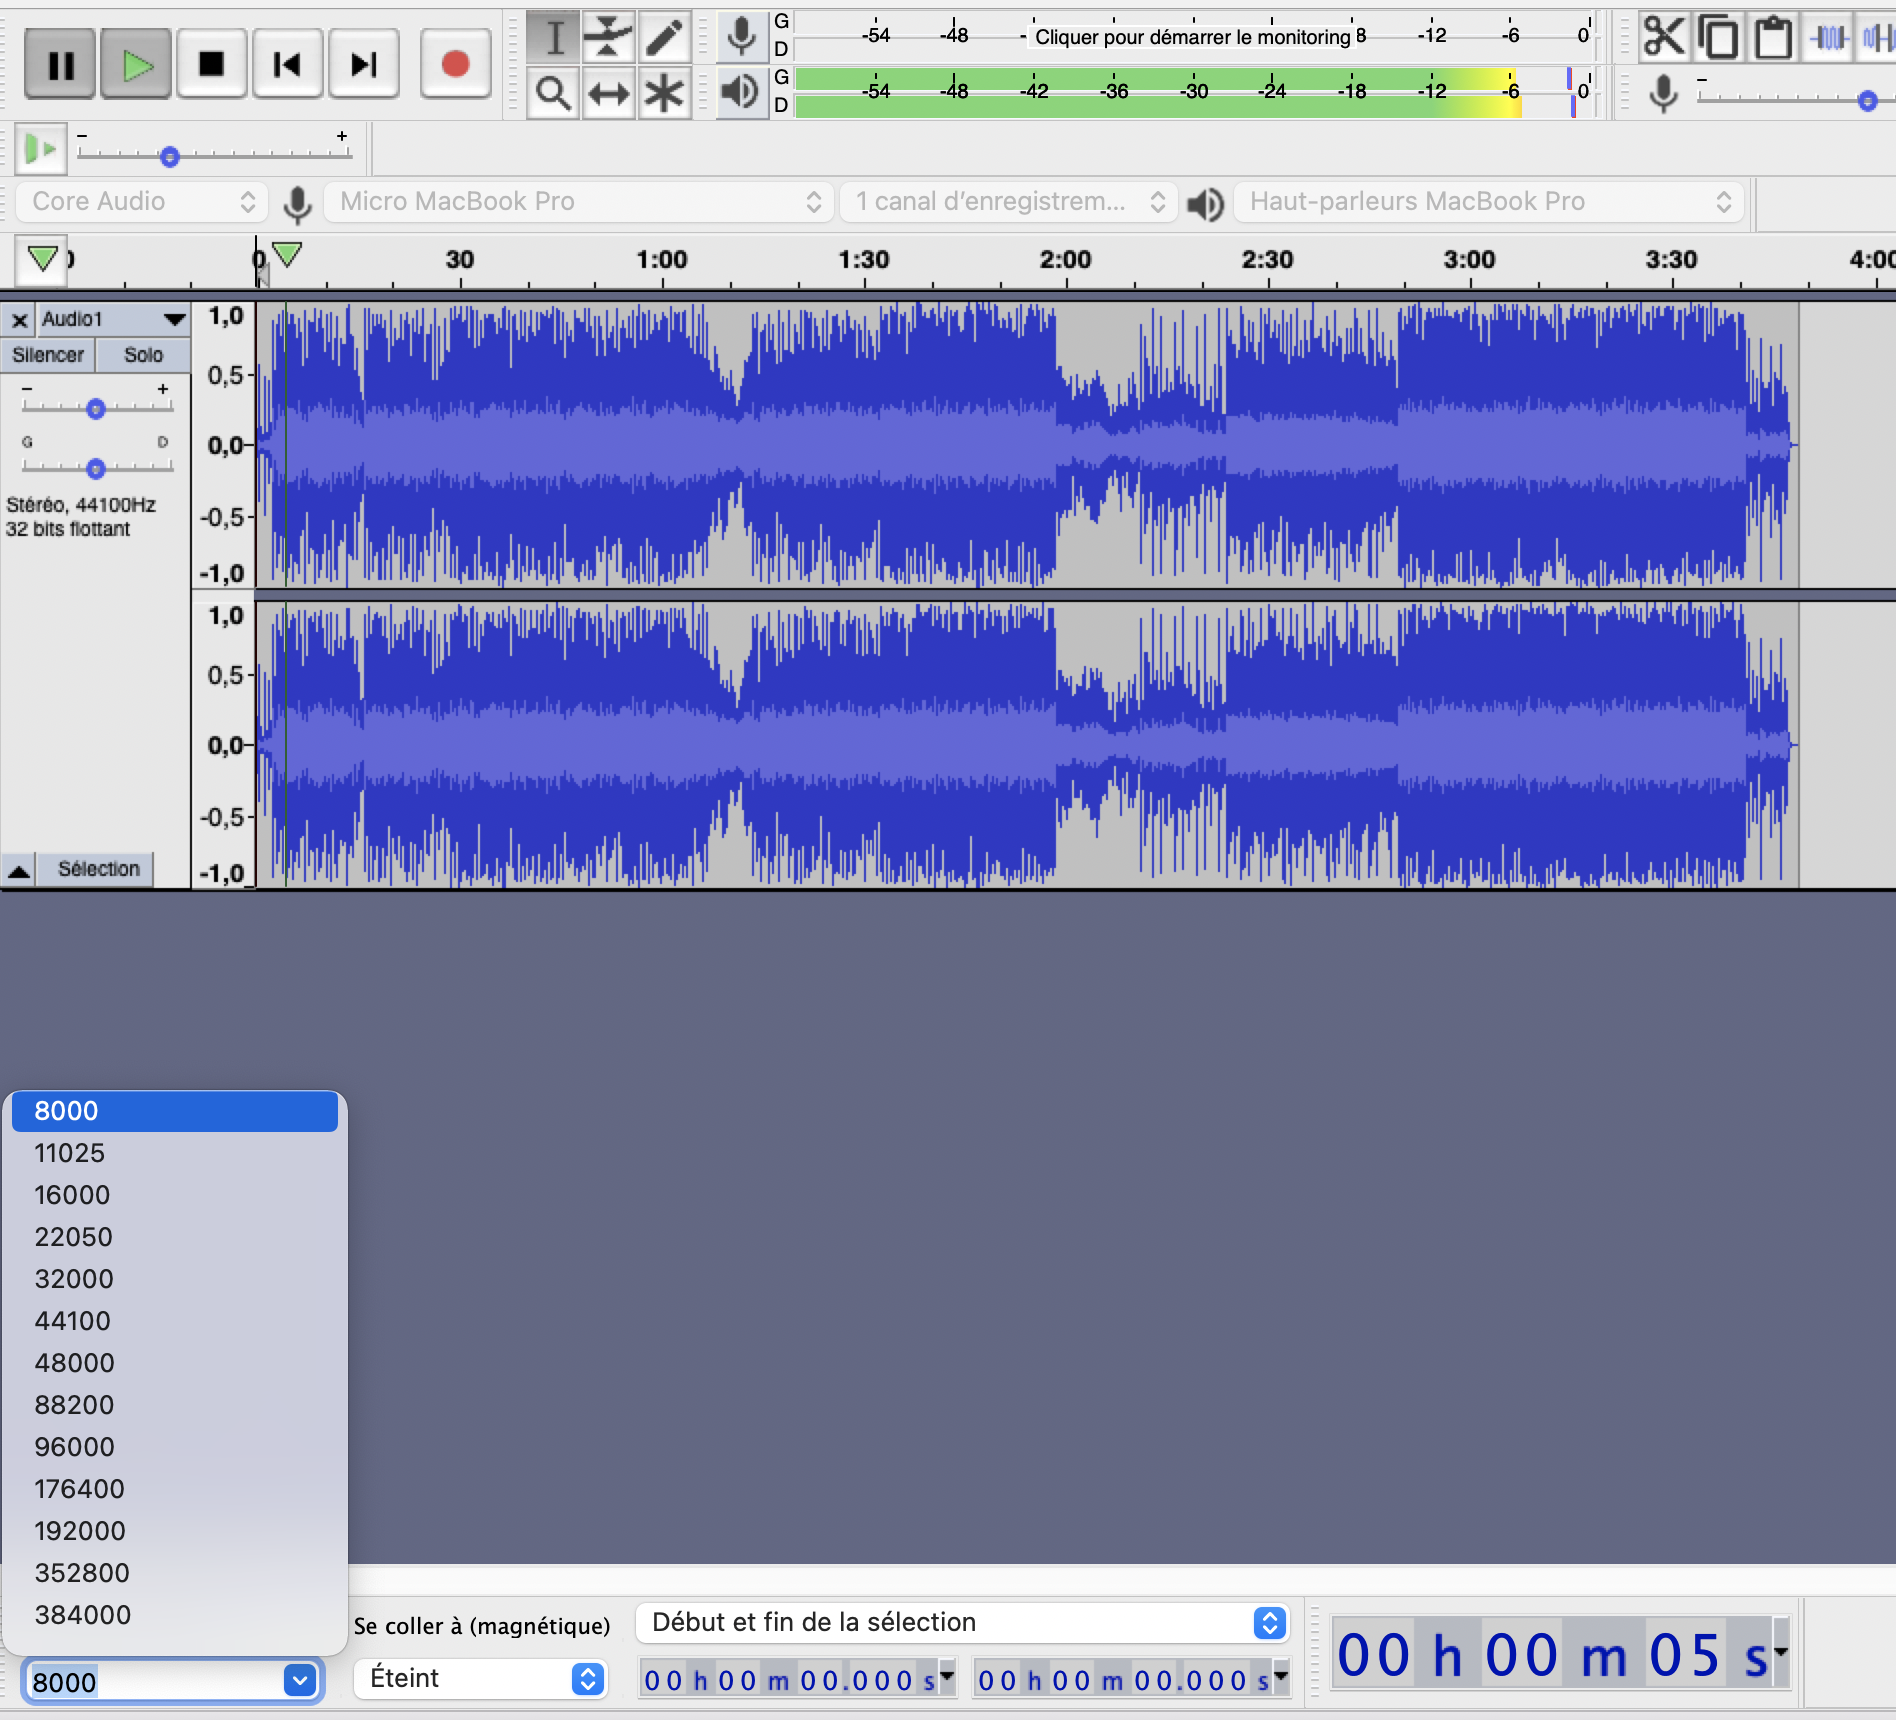 G
D
-54 -48 - Cliquer pour démarrer le monitoring 8 -12 -6 0
G
D
-54 -48 -42 -36 -30 -24 -18 -12 -6 0
- +
-
Core Audio Micro MacBook Pro 1 canal d'enregistrem... Haut-parleurs MacBook Pro
0 30 1:00 1:30 2:00 2:30 3:00 3:30 4:00
× Audio1
Silencer Solo
- +
G D
Stéréo, 44100Hz
32 bits flottant
1,0
0,5
0,0
-0,5
-1,0
1,0
0,5
0,0
-0,5
-1,0
Sélection
8000
11025
16000
22050
32000
44100
48000
88200
96000
176400
192000
352800
384000
Se coller à (magnétique) Début et fin de la sélection
8000 Éteint 00 h 00 m 00.000 s 00 h 00 m 00.000 s
00 h 00 m 05 s